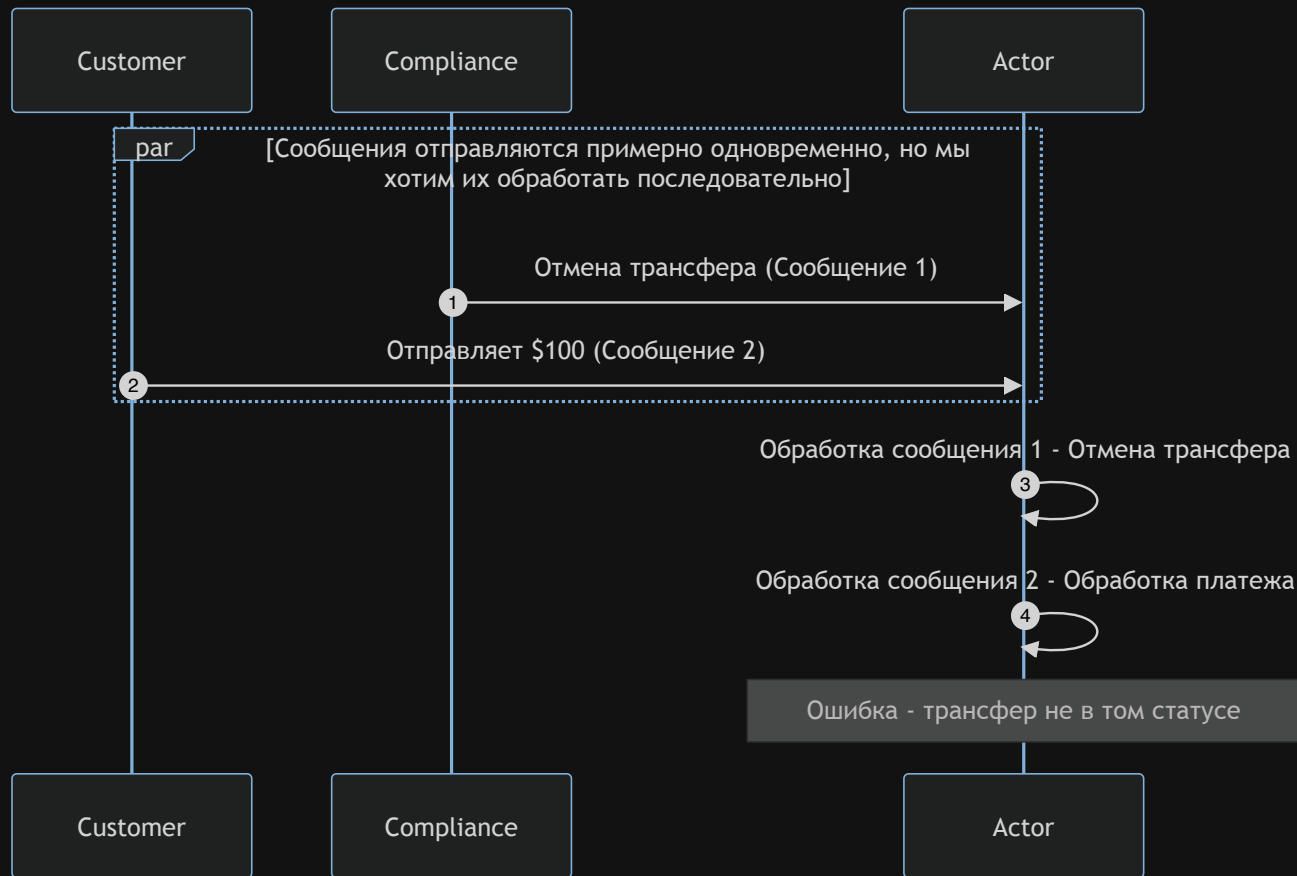 Customer
Compliance
Actor
par
[Сообщения отправляются примерно одновременно, но мы
хотим их обработать последовательно]
Отмена трансфера (Сообщение 1)
1
Отправляет $100 (Сообщение 2)
2
Обработка сообщения 1 - Отмена трансфера
3
Обработка сообщения 2 - Обработка платежа
4
Ошибка - трансфер не в том статусе
Customer
Compliance
Actor